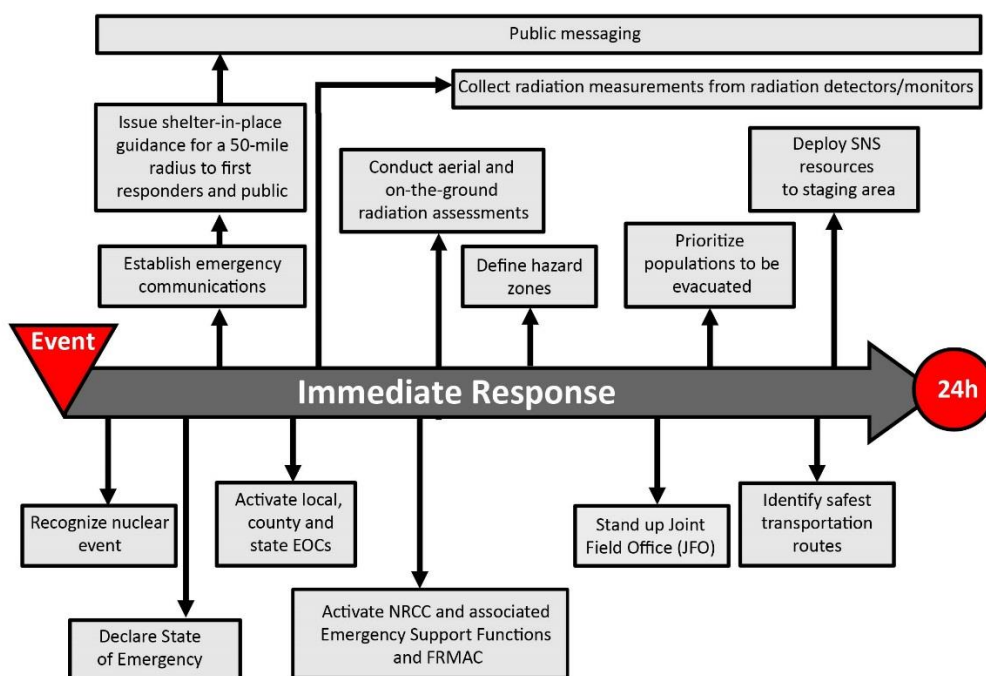 Public messaging
Collect radiation measurements from radiation detectors/monitors
Issue shelter-in-place
guidance for a 50-mile
radius to first
responders and public
Conduct aerial and
on-the-ground
radiation assessments
Deploy SNS
resources
to staging area
Establish emergency
communications
Define hazard
zones
Prioritize
populations to be
evacuated
Event
Immediate Response
24h
Recognize nuclear
event
Activate local,
county and
state EOCs
Stand up Joint
Field Office (JFO)
Identify safest
transportation
routes
Declare State
of Emergency
Activate NRCC and associated
Emergency Support Functions
and FRMAC